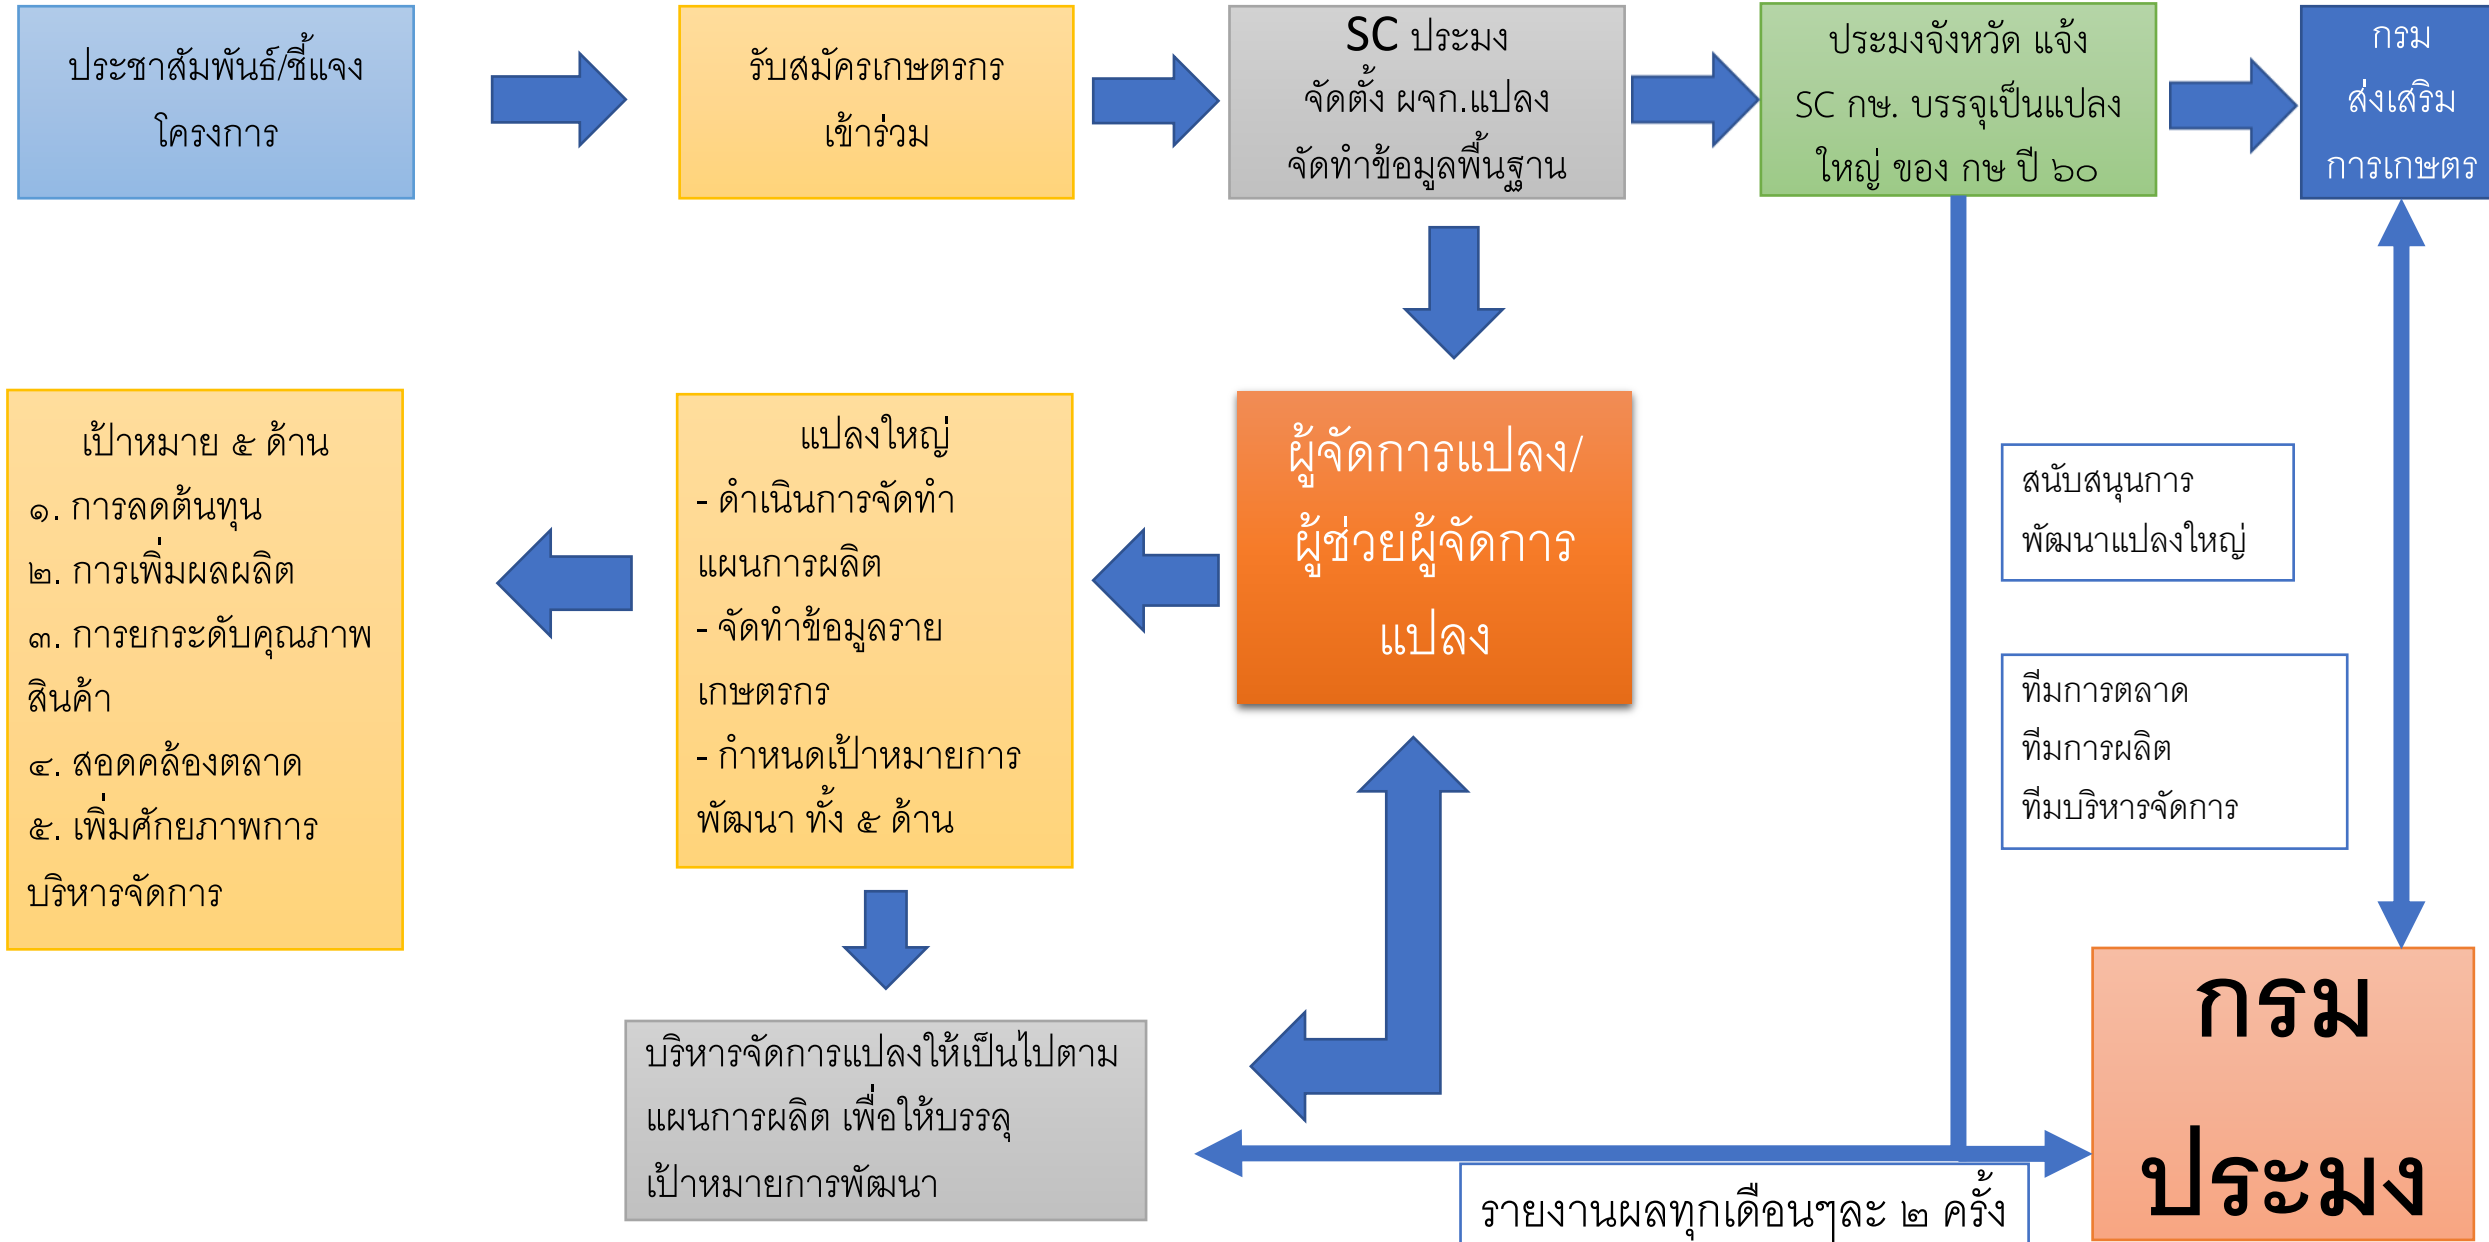 ประชาสัมพันธ์/ชี้แจง
โครงการ
รับสมัครเกษตรกร
เข้าร่วม
SC ประมง
จัดตั้ง ผจก.แปลง
จัดทำข้อมูลพื้นฐาน
ประมงจังหวัด แจ้ง
SC กษ. บรรจุเป็นแปลง
ใหญ่ ของ กษ ปี ๖๐
กรม
ส่งเสริม
การเกษตร
เป้าหมาย ๕ ด้าน
๑. การลดต้นทุน
๒. การเพิ่มผลผลิต
๓. การยกระดับคุณภาพ
สินค้า
๔. สอดคล้องตลาด
๕. เพิ่มศักยภาพการ
บริหารจัดการ
แปลงใหญ่
- ดำเนินการจัดทำ
แผนการผลิต
- จัดทำข้อมูลราย
เกษตรกร
- กำหนดเป้าหมายการ
พัฒนา ทั้ง ๕ ด้าน
ผู้จัดการแปลง/
ผู้ช่วยผู้จัดการ
แปลง
สนับสนุนการ
พัฒนาแปลงใหญ่
ทีมการตลาด
ทีมการผลิต
ทีมบริหารจัดการ
บริหารจัดการแปลงให้เป็นไปตาม
แผนการผลิต เพื่อให้บรรลุ
เป้าหมายการพัฒนา
รายงานผลทุกเดือนๆละ ๒ ครั้ง
กรม
ประมง